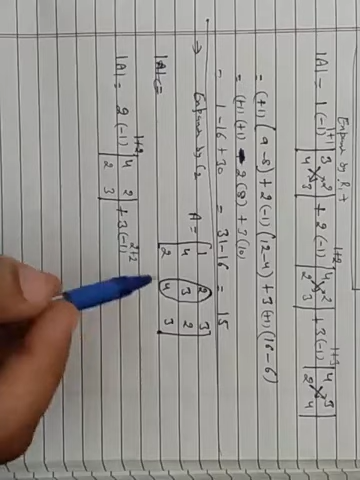 Expand by R₁ →
|A| = 1(-1)¹⁺¹ |3 2; 4 3| + 2(-1)¹⁺² |4 2; 2 3| + 3(-1)¹⁺³ |4 3; 2 4|
= (+1)(9-8) + 2(-1)(12-4) + 3(+1)(16-6)
= (+1)(+1) - 2(8) + 3(10)
= 1 - 16 + 30 = 31 - 16 = 15
→ Expand by C₂
A = |1 2 3; 4 3 2; 2 4 3|
|A| =
|A| = 2(-1)¹⁺² |4 2; 2 3| + 3(-1)²⁺²